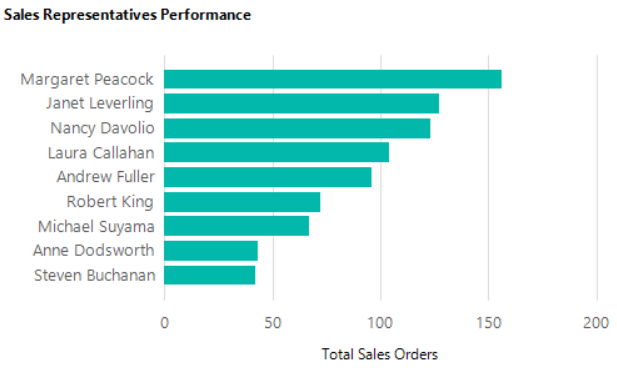 Sales Representatives Performance
Margaret Peacock
Janet Leverling
Nancy Davolio
Laura Callahan
Andrew Fuller
Robert King
Michael Suyama
Anne Dodsworth
Steven Buchanan
0 50 100 150 200
Total Sales Orders